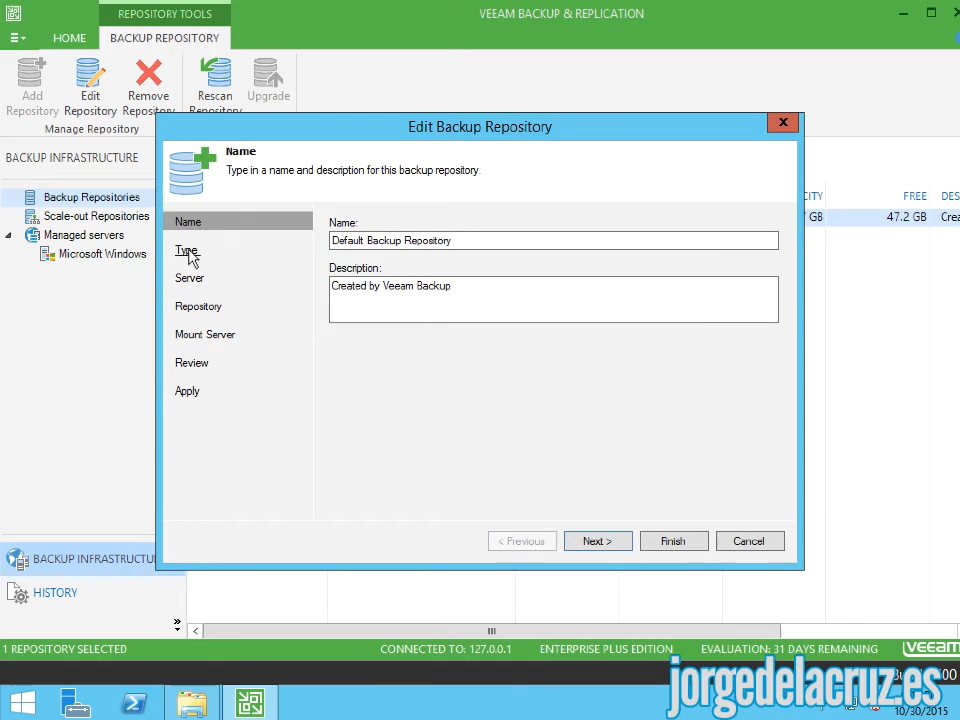 REPOSITORY TOOLS
VEEAM BACKUP & REPLICATION
HOME
BACKUP REPOSITORY
Add Repository
Edit Repository
Remove Repository
Rescan Repository
Upgrade
Manage Repository
BACKUP INFRASTRUCTURE
Backup Repositories
Scale-out Repositories
Managed servers
Microsoft Windows
Edit Backup Repository
Name
Type in a name and description for this backup repository.
Name
Type
Server
Repository
Mount Server
Review
Apply
Name:
Default Backup Repository
Description:
Created by Veeam Backup
< Previous
Next >
Finish
Cancel
CITY
FREE
DES
GB
47.2 GB
Crea
BACKUP INFRASTRUCTU
HISTORY
1 REPOSITORY SELECTED
CONNECTED TO: 127.0.0.1
ENTERPRISE PLUS EDITION
EVALUATION: 31 DAYS REMAINING
VEEAM
jorgedelacruz.es
10/30/2015